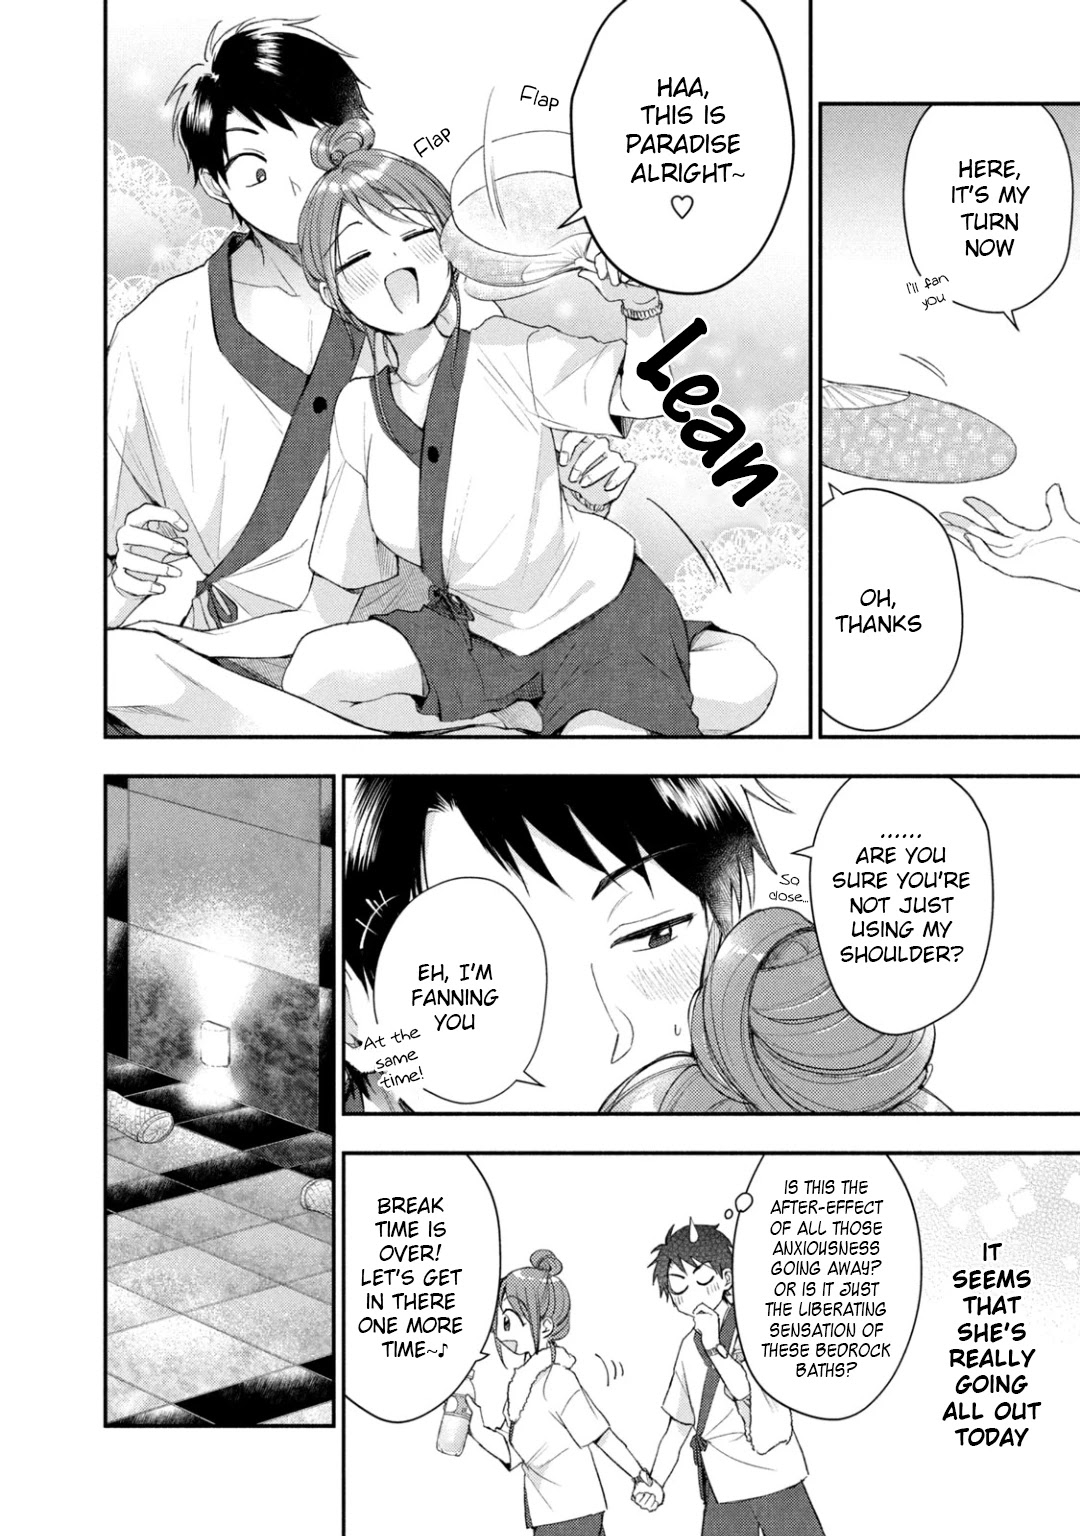 HERE,
IT'S MY
TURN
NOW
I'll fan
you
OH,
THANKS
HAA,
THIS IS
PARADISE
ALRIGHT~
♡
Flap
Flap
Lean
......
ARE YOU
SURE YOU'RE
NOT JUST
USING MY
SHOULDER?
So
close...
EH, I'M
FANNING
YOU
At the
same
time!
IT
SEEMS
THAT
SHE'S
REALLY
GOING
ALL OUT
TODAY
IS THIS THE
AFTER-EFFECT
OF ALL THOSE
ANXIOUSNESS
GOING AWAY?
OR IS IT JUST
THE LIBERATING
SENSATION OF
THESE BEDROCK
BATHS?
BREAK
TIME IS
OVER!
LET'S GET
IN THERE
ONE MORE
TIME~♪